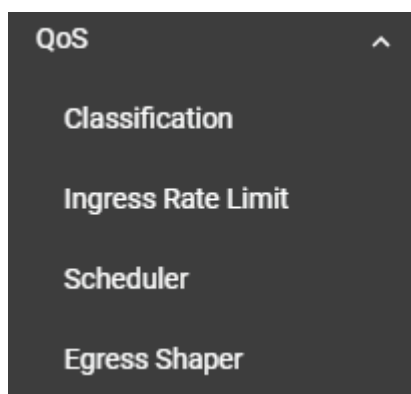 QoS
Classification
Ingress Rate Limit
Scheduler
Egress Shaper